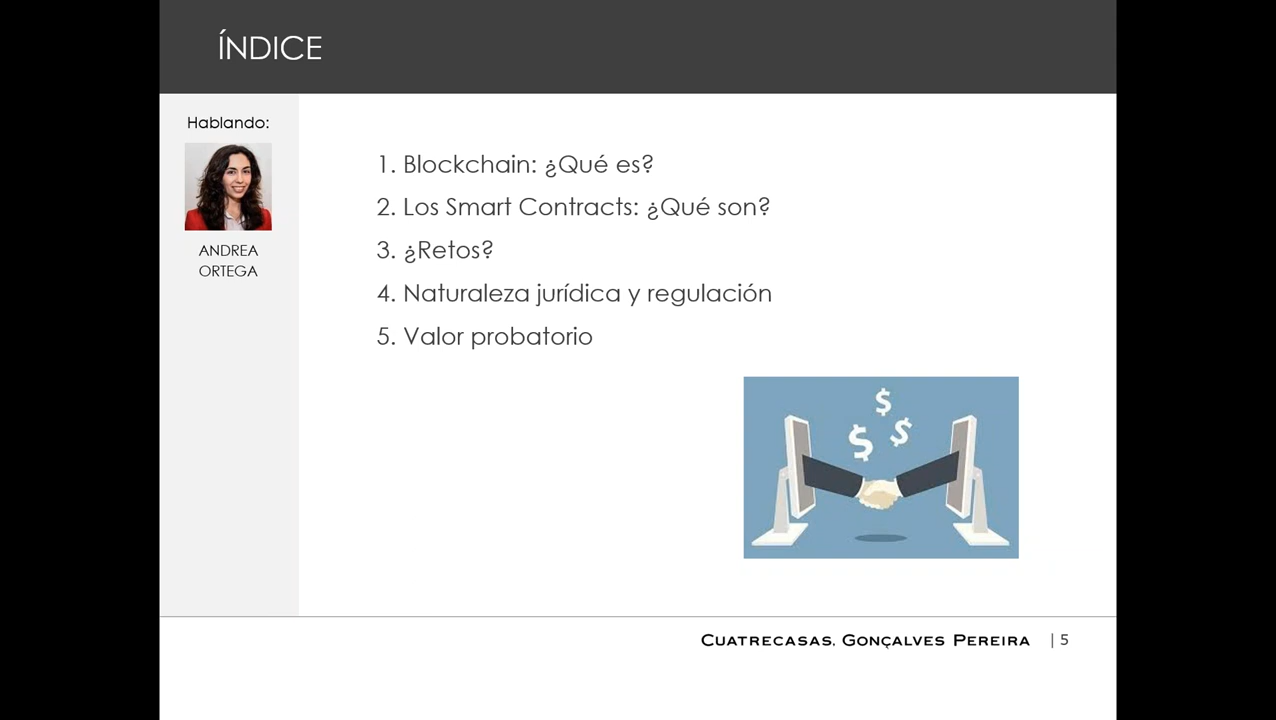 ÍNDICE
Hablando:
ANDREA
ORTEGA
1. Blockchain: ¿Qué es?
2. Los Smart Contracts: ¿Qué son?
3. ¿Retos?
4. Naturaleza jurídica y regulación
5. Valor probatorio
$
$
$
CUATRECASAS, GONÇALVES PEREIRA | 5